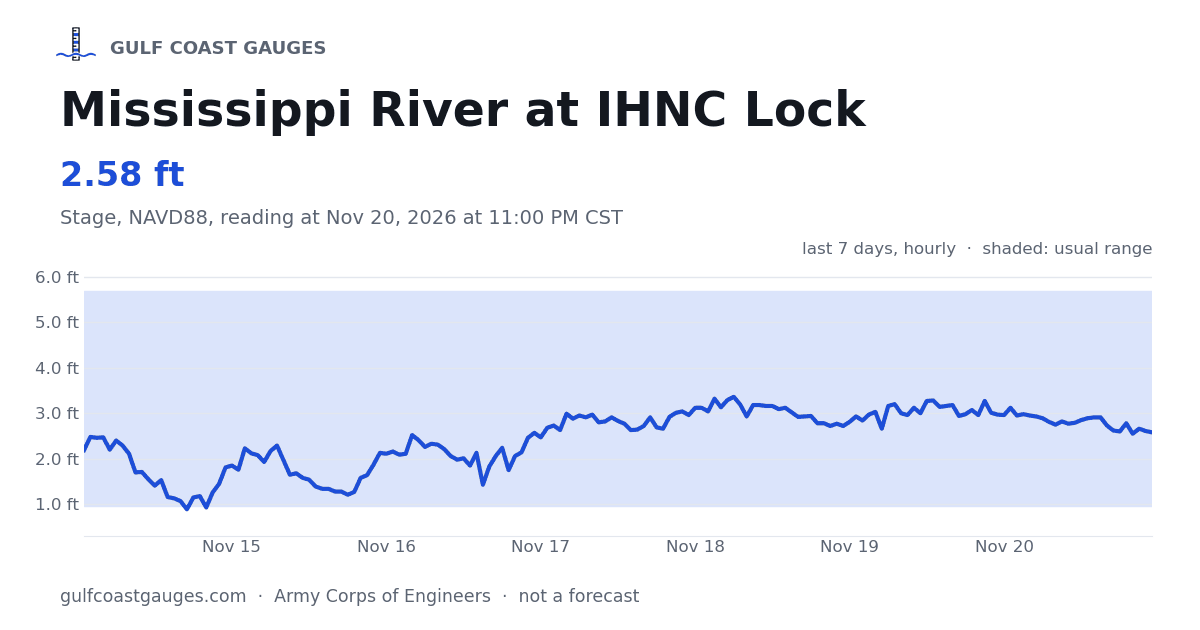 GULF COAST GAUGES
Mississippi River at IHNC Lock
2.58 ft
Stage, NAVD88, reading at Nov 20, 2026 at 11:00 PM CST
last 7 days, hourly · shaded: usual range
6.0 ft
5.0 ft
4.0 ft
3.0 ft
2.0 ft
1.0 ft
Nov 15 Nov 16 Nov 17 Nov 18 Nov 19 Nov 20
gulfcoastgauges.com · Army Corps of Engineers · not a forecast